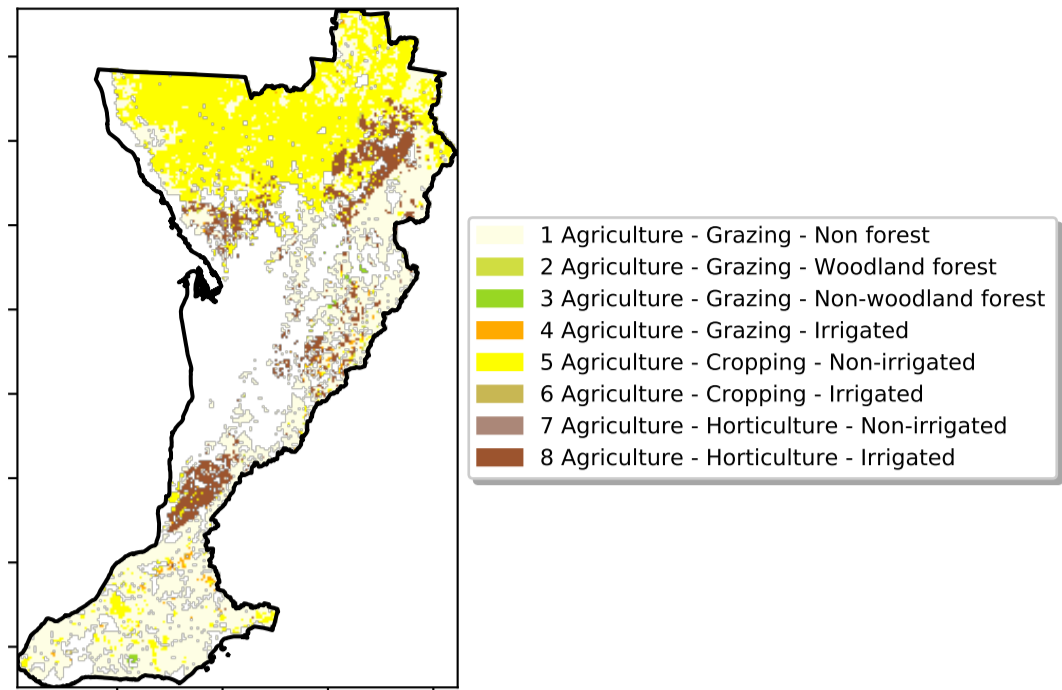 1 Agriculture - Grazing - Non forest
2 Agriculture - Grazing - Woodland forest
3 Agriculture - Grazing - Non-woodland forest
4 Agriculture - Grazing - Irrigated
5 Agriculture - Cropping - Non-irrigated
6 Agriculture - Cropping - Irrigated
7 Agriculture - Horticulture - Non-irrigated
8 Agriculture - Horticulture - Irrigated